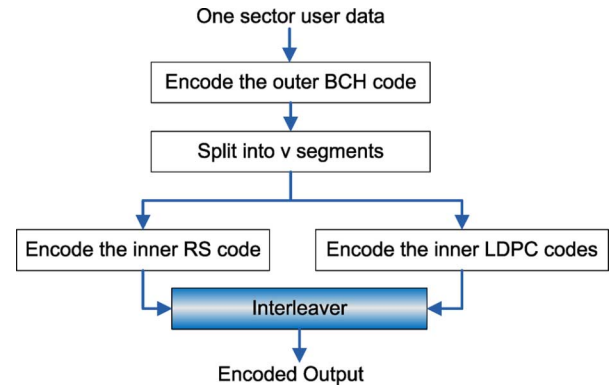 One sector user data
Encode the outer BCH code
Split into v segments
Encode the inner RS code
Encode the inner LDPC codes
Interleaver
Encoded Output